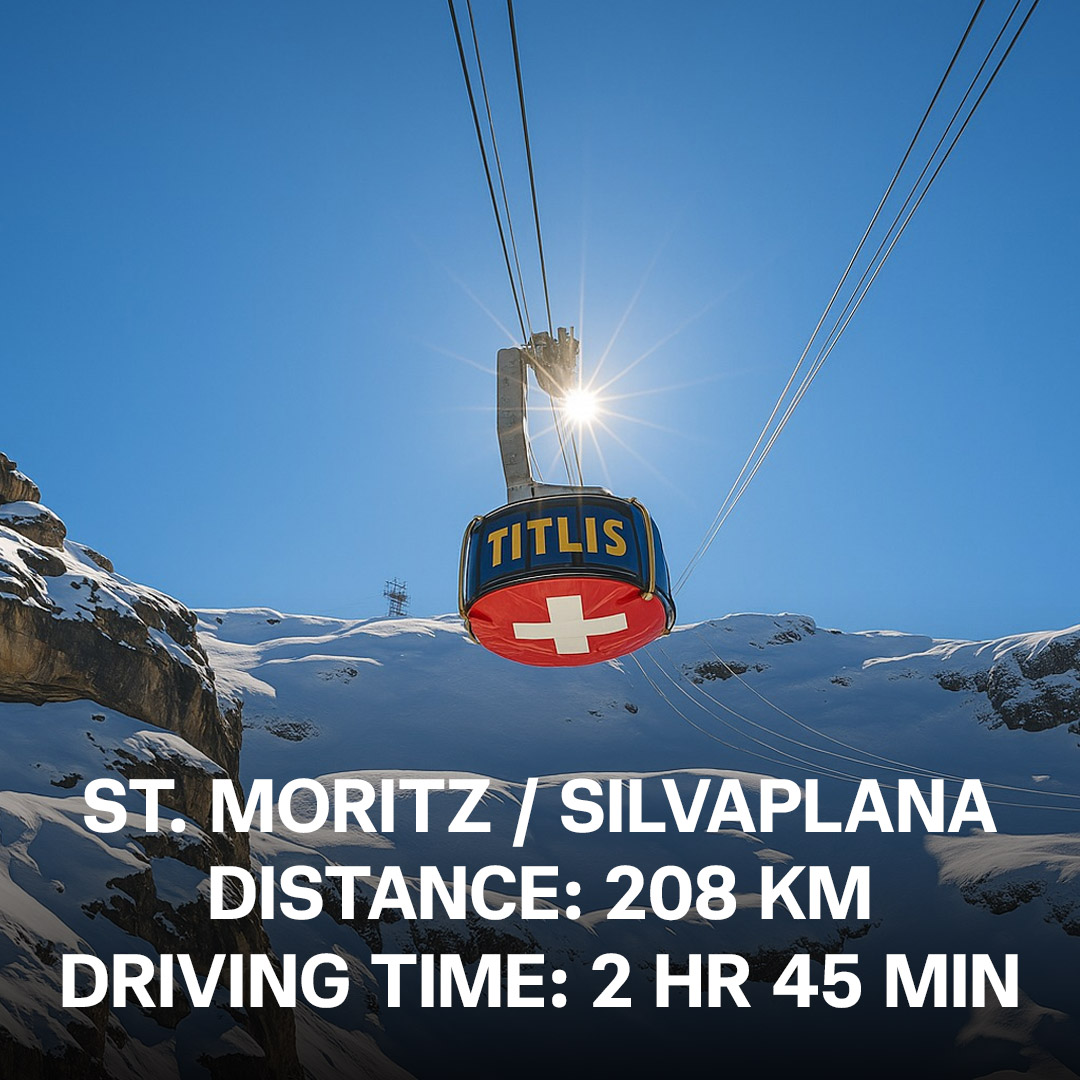 TITLIS
ST. MORITZ / SILVAPLANA
DISTANCE: 208 KM
DRIVING TIME: 2 HR 45 MIN